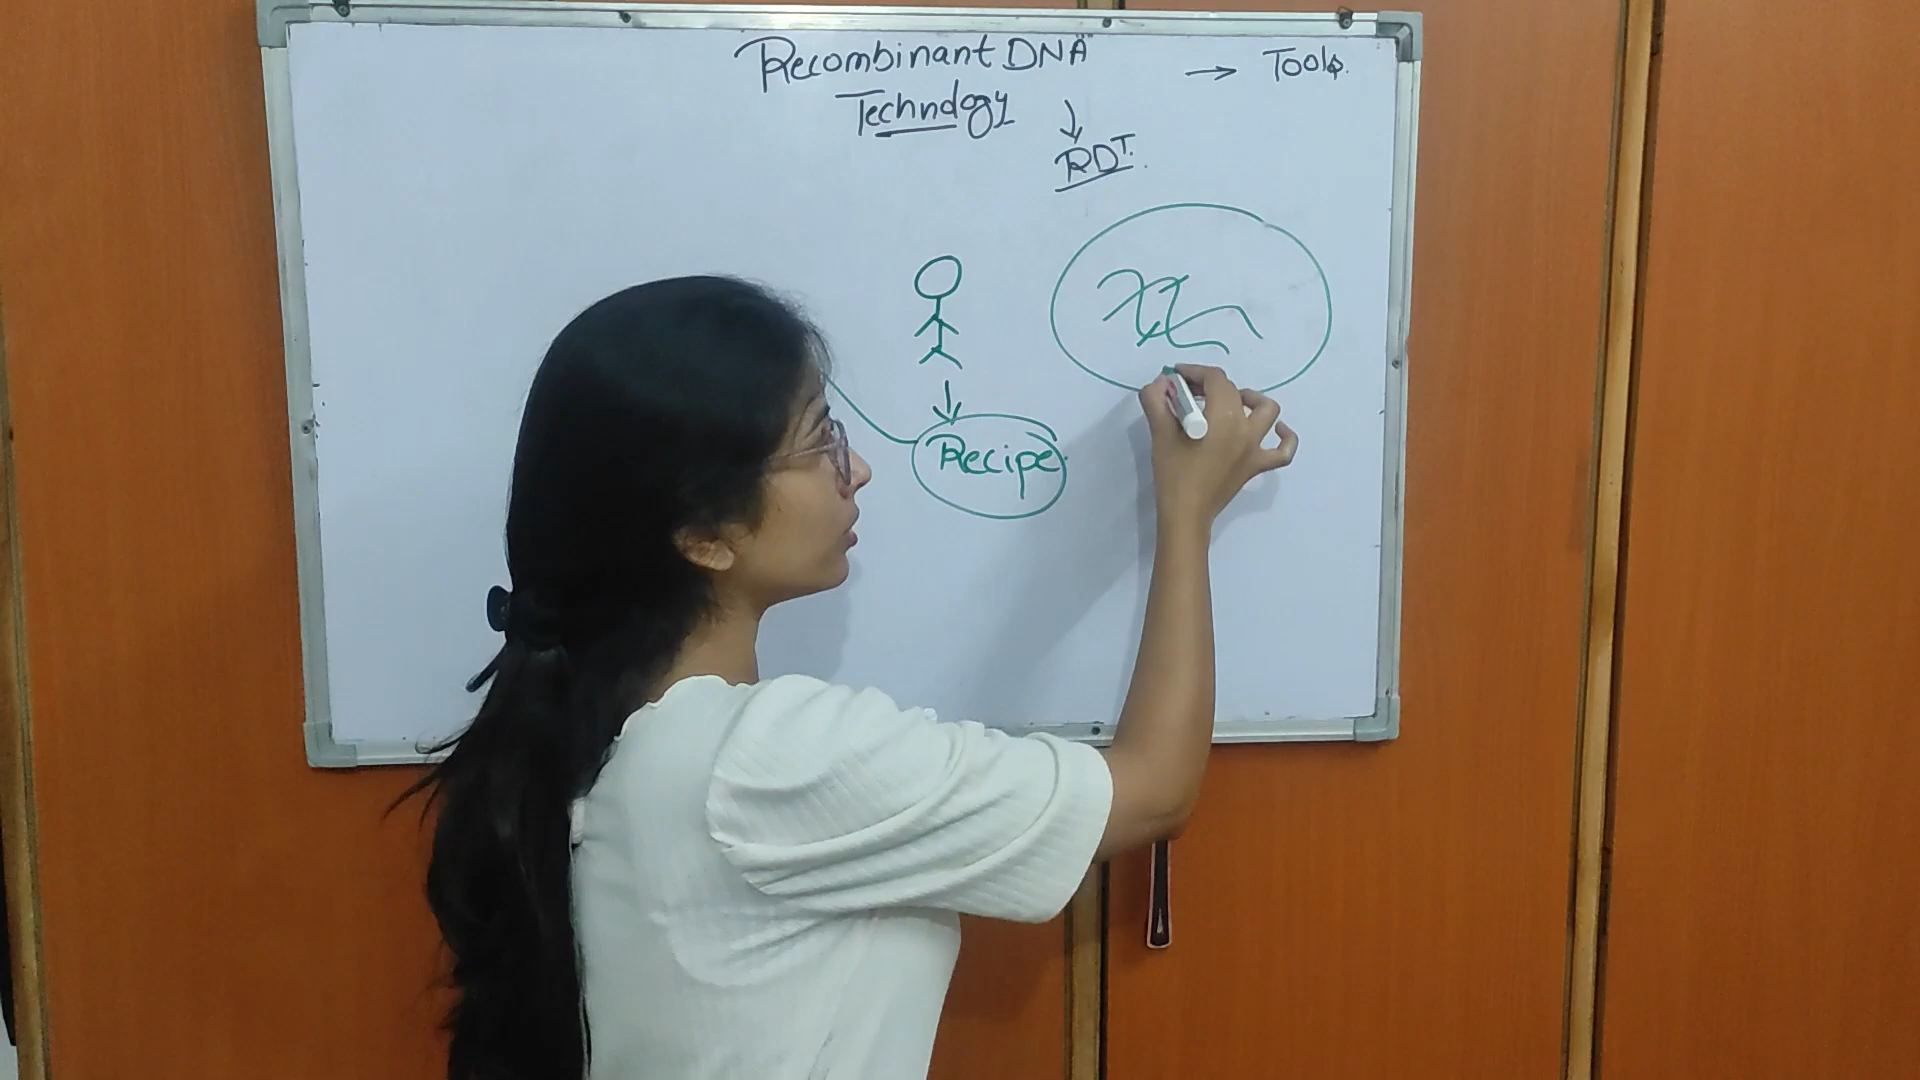 Recombinant DNA
Technology
→ Tools.
↓
RDT.
Recipe